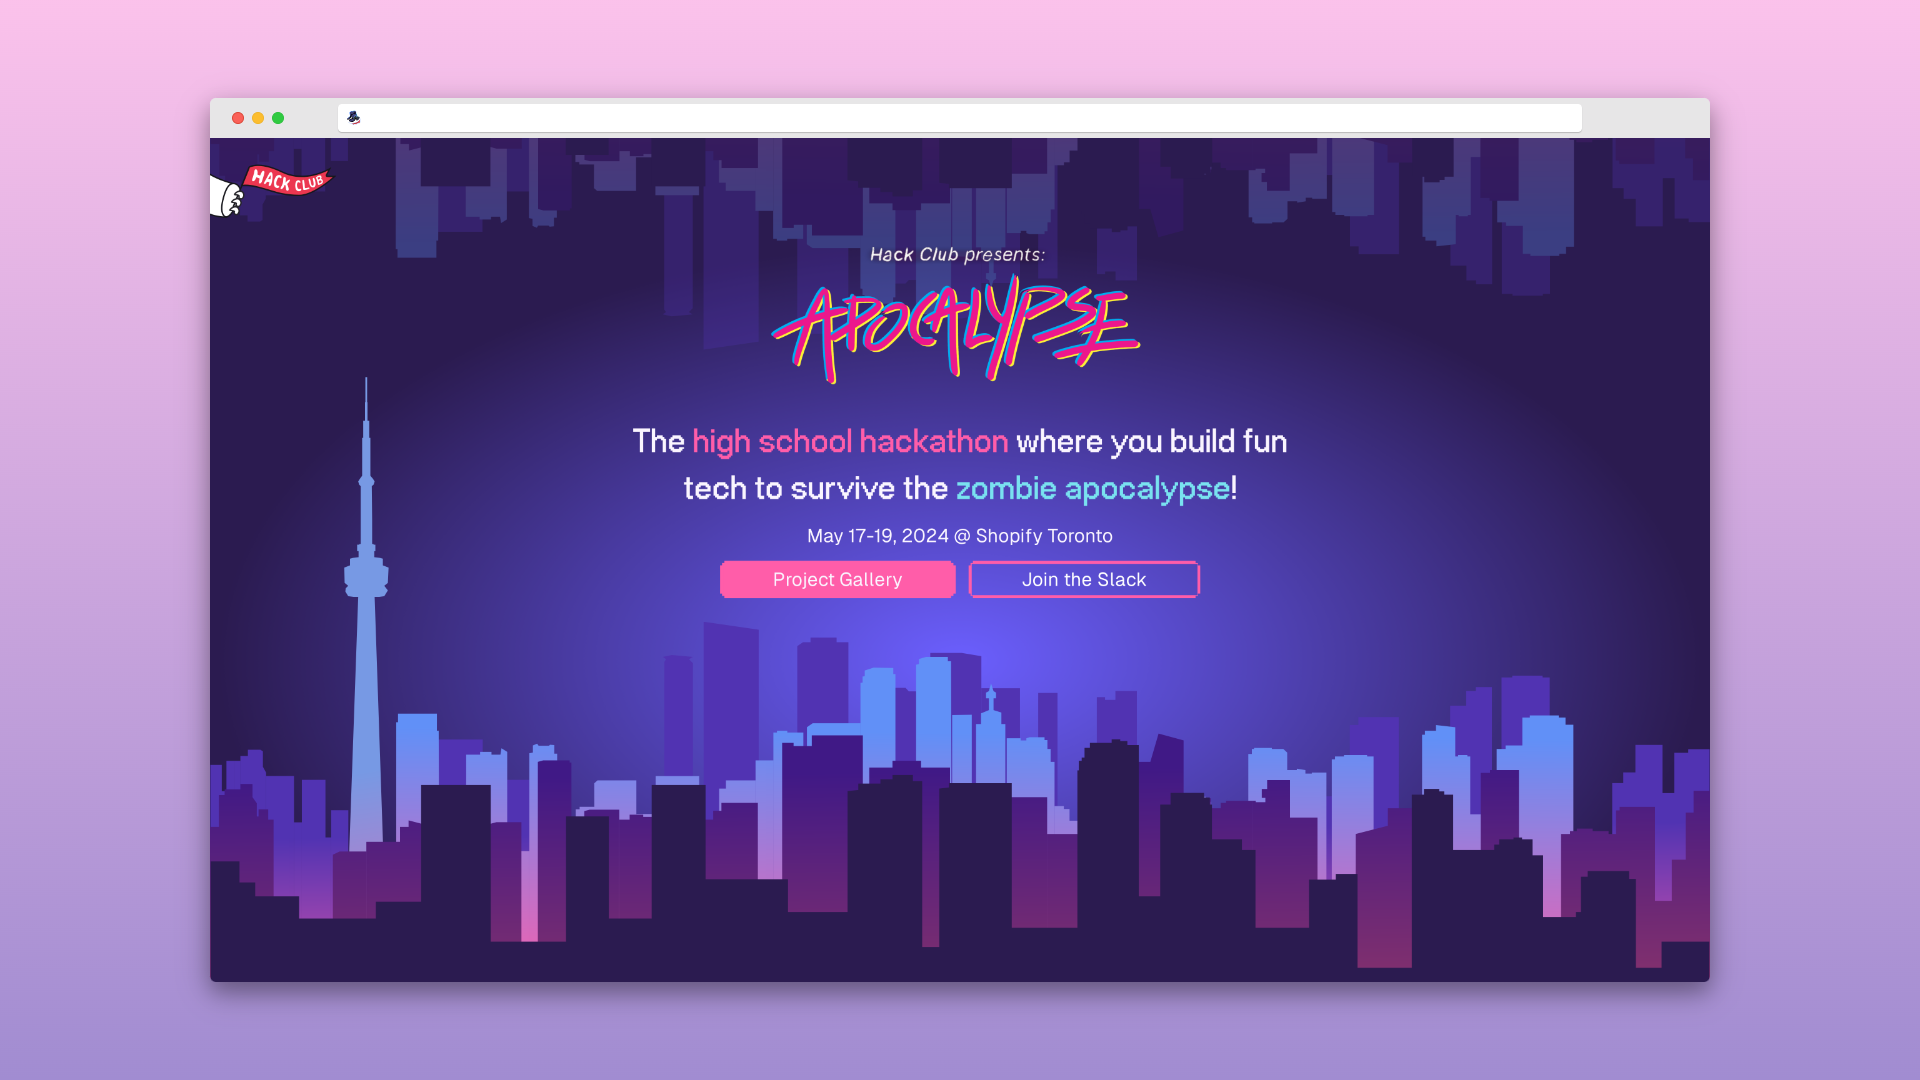 HACK CLUB
Hack Club presents:
APOCALYPSE
The high school hackathon where you build fun
tech to survive the zombie apocalypse!
May 17-19, 2024 @ Shopify Toronto
Project Gallery
Join the Slack